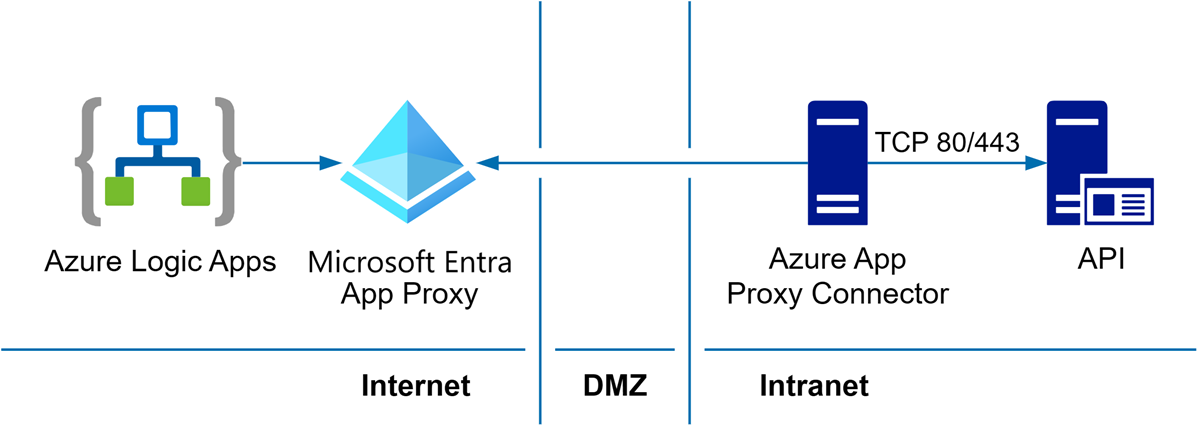 TCP 80/443
Azure Logic Apps
Microsoft Entra
App Proxy
Azure App
Proxy Connector
API
Internet
DMZ
Intranet